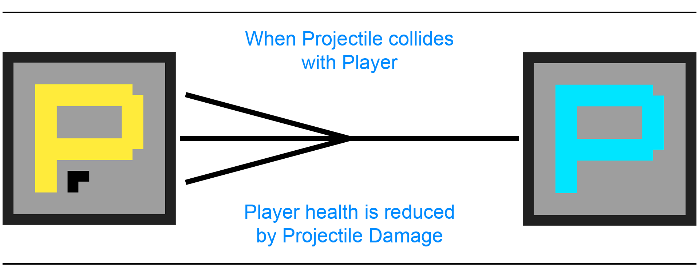 When Projectile collides
with Player
P
P
Player health is reduced
by Projectile Damage